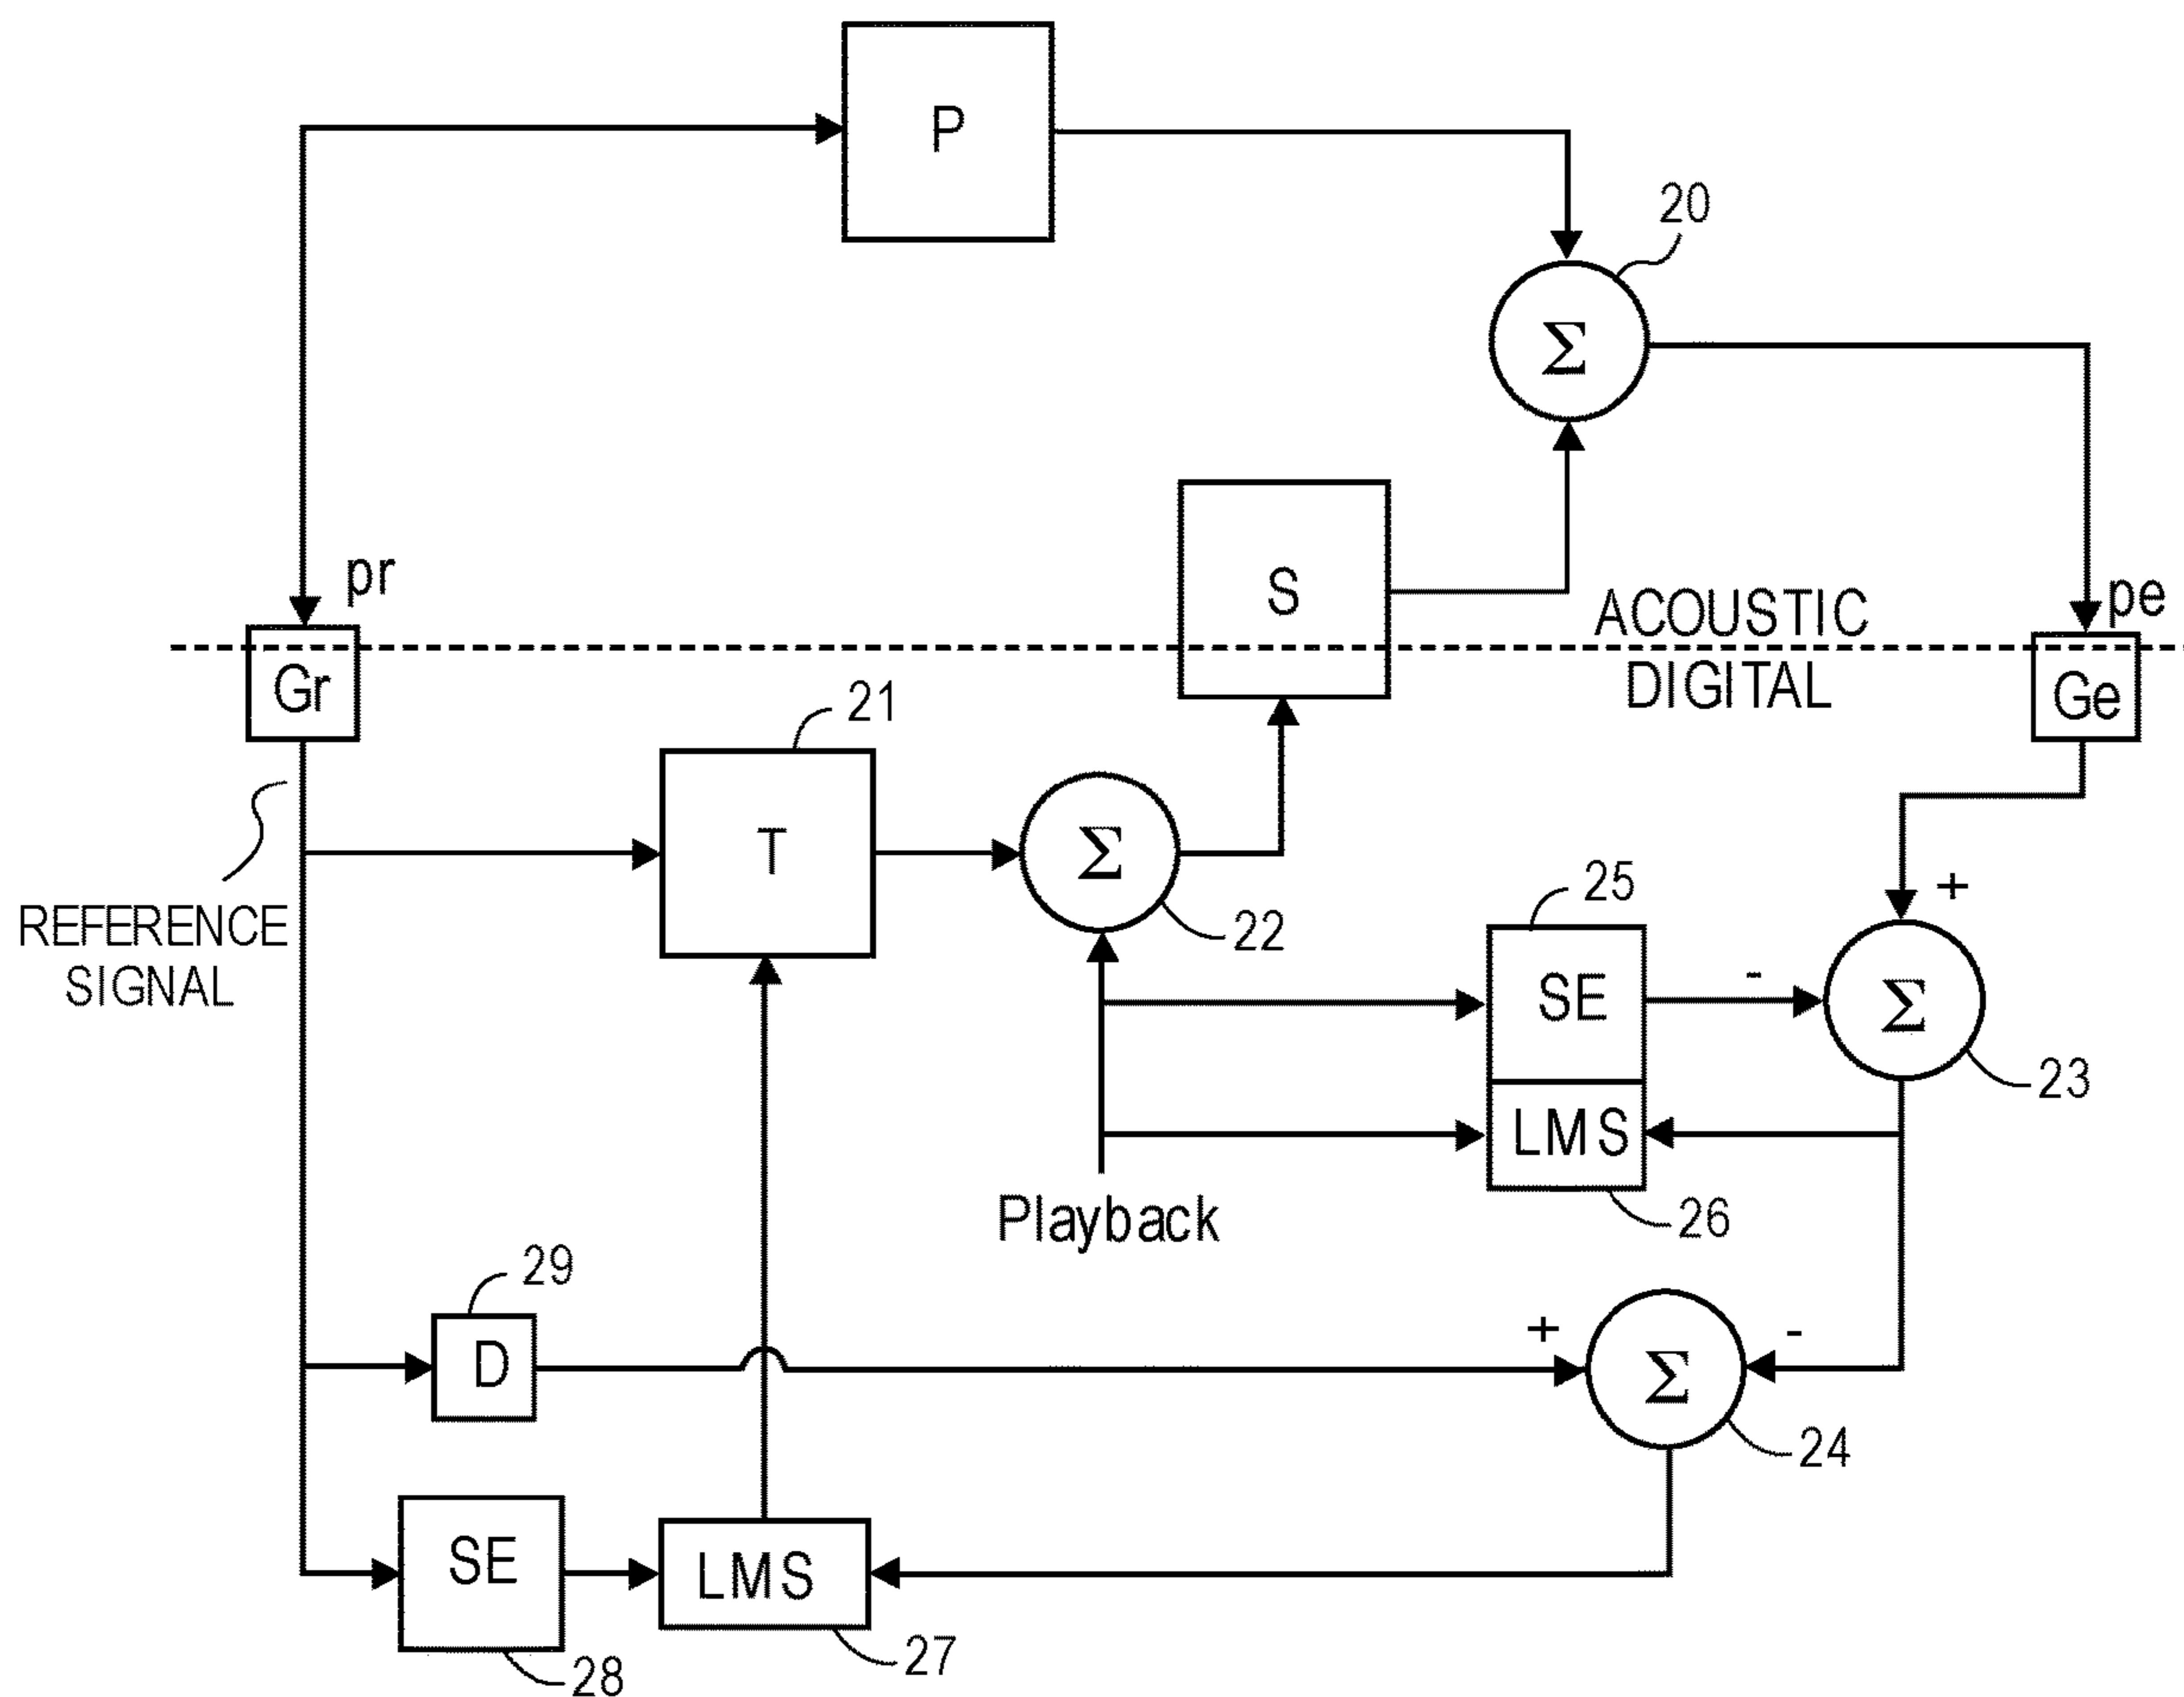 P
20
Σ
pr
S
ACOUSTIC
pe
DIGITAL
Gr
Ge
21
T
Σ
22
25
+
REFERENCE
SIGNAL
SE
-
Σ
23
LMS
26
Playback
29
D
+
-
Σ
24
SE
LMS
27
28